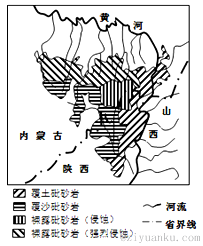 黄河
内蒙古
山西
陕西
覆土砒砂岩
覆沙砒砂岩
裸露砒砂岩(侵蚀)
裸露砒砂岩(强烈侵蚀)
河流
省界线
yitiyanku.com